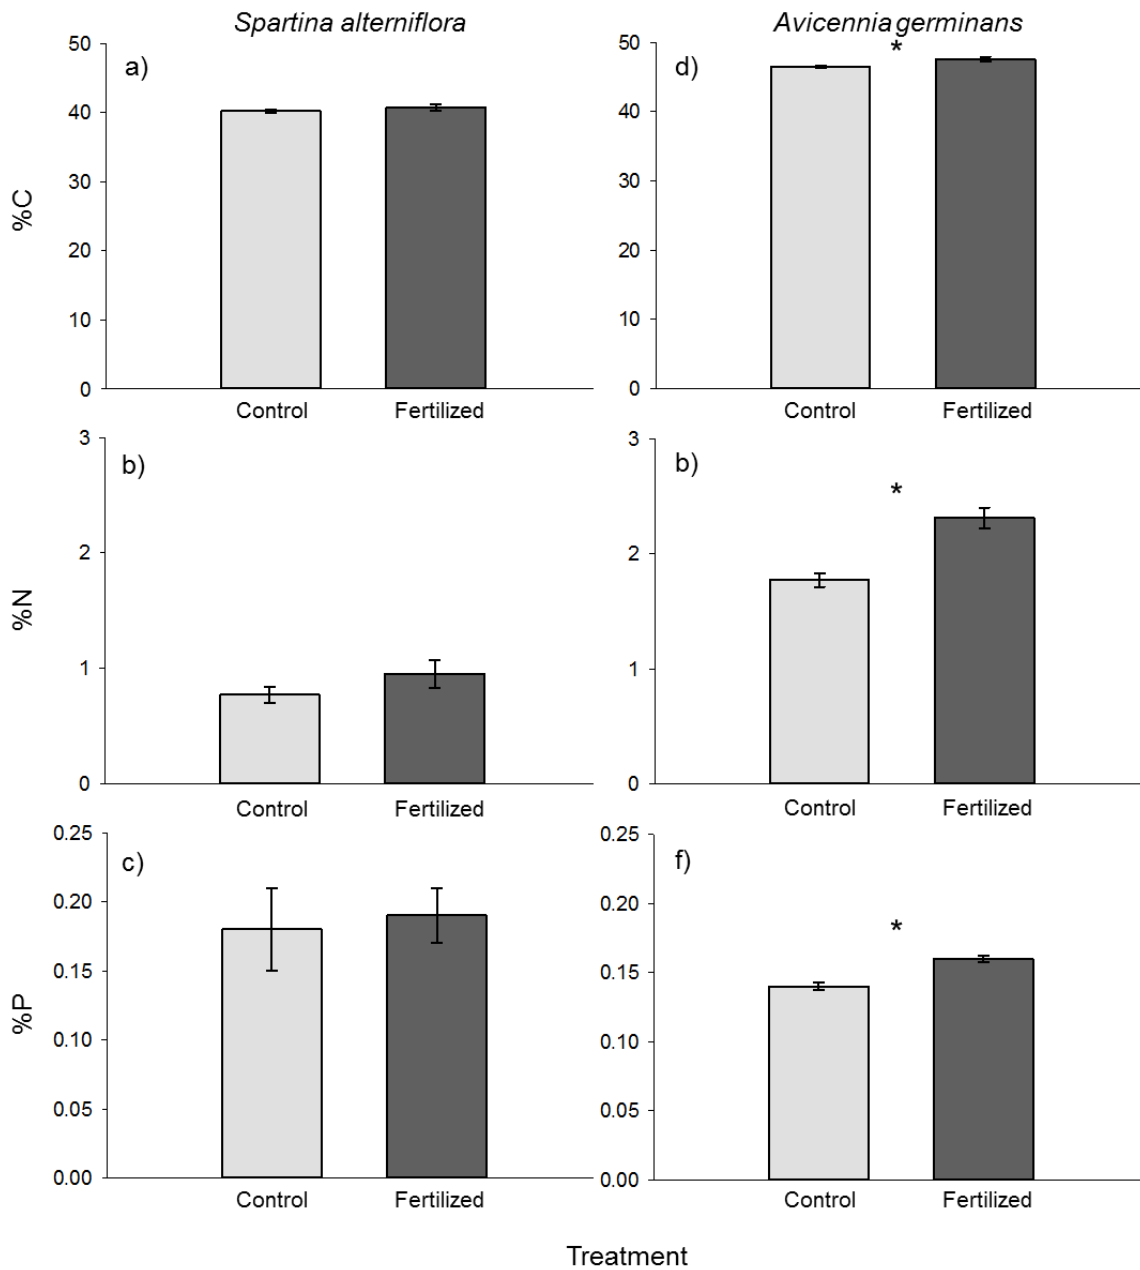 Spartina alterniflora
Avicennia germinans
a)
50
40
30
20
10
0
%C
Control Fertilized
d)
*
50
40
30
20
10
0
Control Fertilized
b)
3
2
1
0
%N
Control Fertilized
b)
*
3
2
1
0
Control Fertilized
c)
0.25
0.20
0.15
0.10
0.05
0.00
%P
Control Fertilized
f)
*
0.25
0.20
0.15
0.10
0.05
0.00
Control Fertilized
Treatment